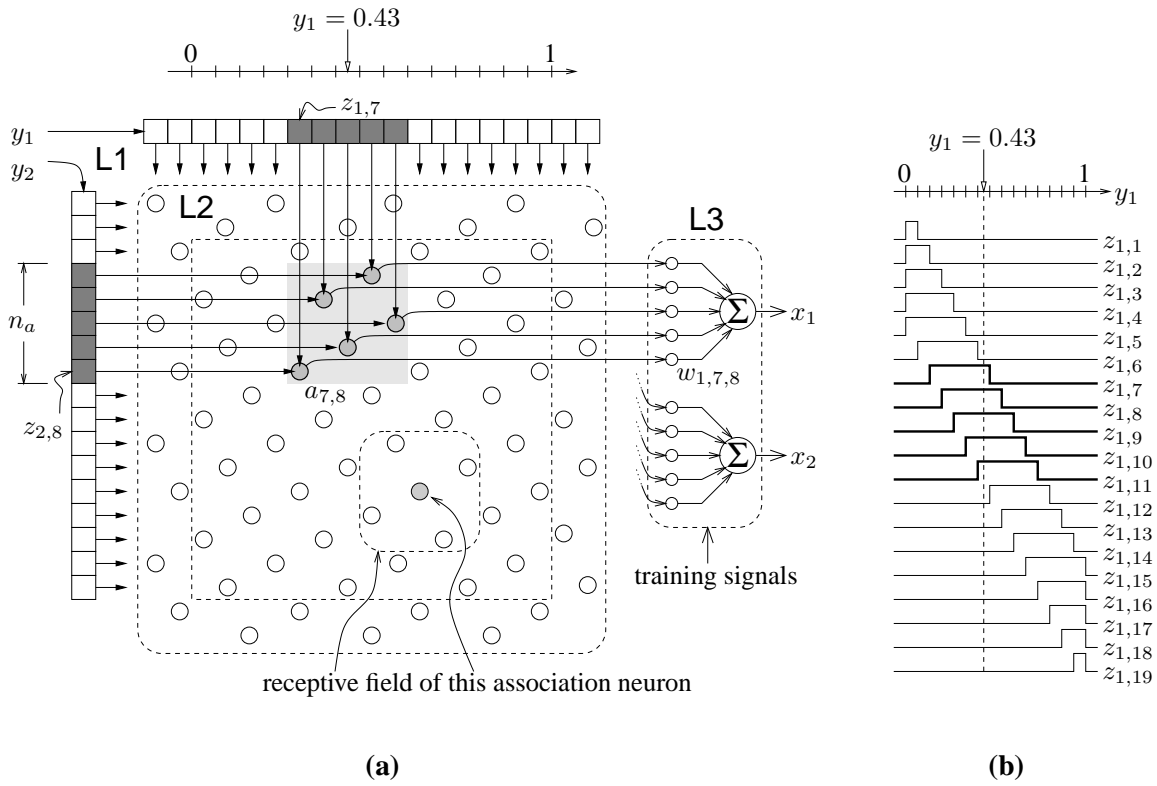 y₁ = 0.43
0 1
z₁,₇
y₁
L1
y₂
L2
L3
nₐ
x₁
a₇,₈
w₁,₇,₈
z₂,₈
Σ
Σ
x₂
training signals
receptive field of this association neuron
(a)
y₁ = 0.43
0 1
y₁
z₁,₁
z₁,₂
z₁,₃
z₁,₄
z₁,₅
z₁,₆
z₁,₇
z₁,₈
z₁,₉
z₁,₁₀
z₁,₁₁
z₁,₁₂
z₁,₁₃
z₁,₁₄
z₁,₁₅
z₁,₁₆
z₁,₁₇
z₁,₁₈
z₁,₁₉
(b)